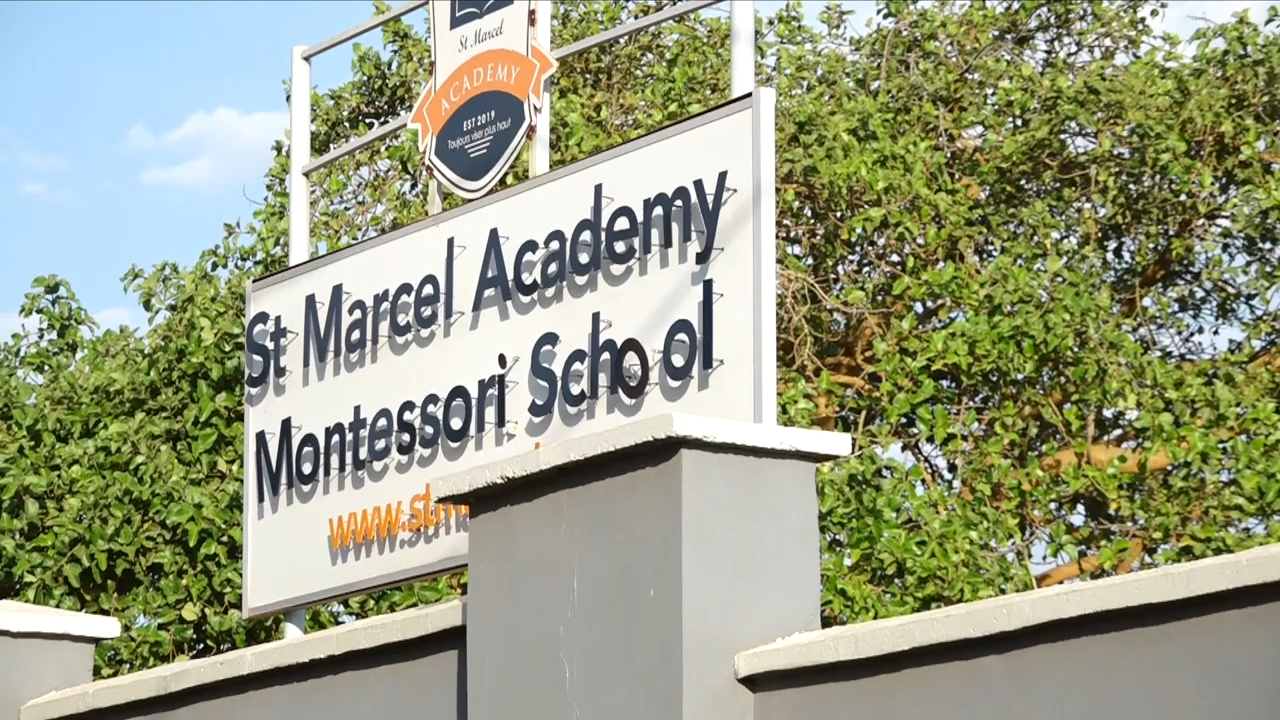 St Marcel
ACADEMY
EST 2019
Toujours viser plus haut
St Marcel Academy
Montessori School